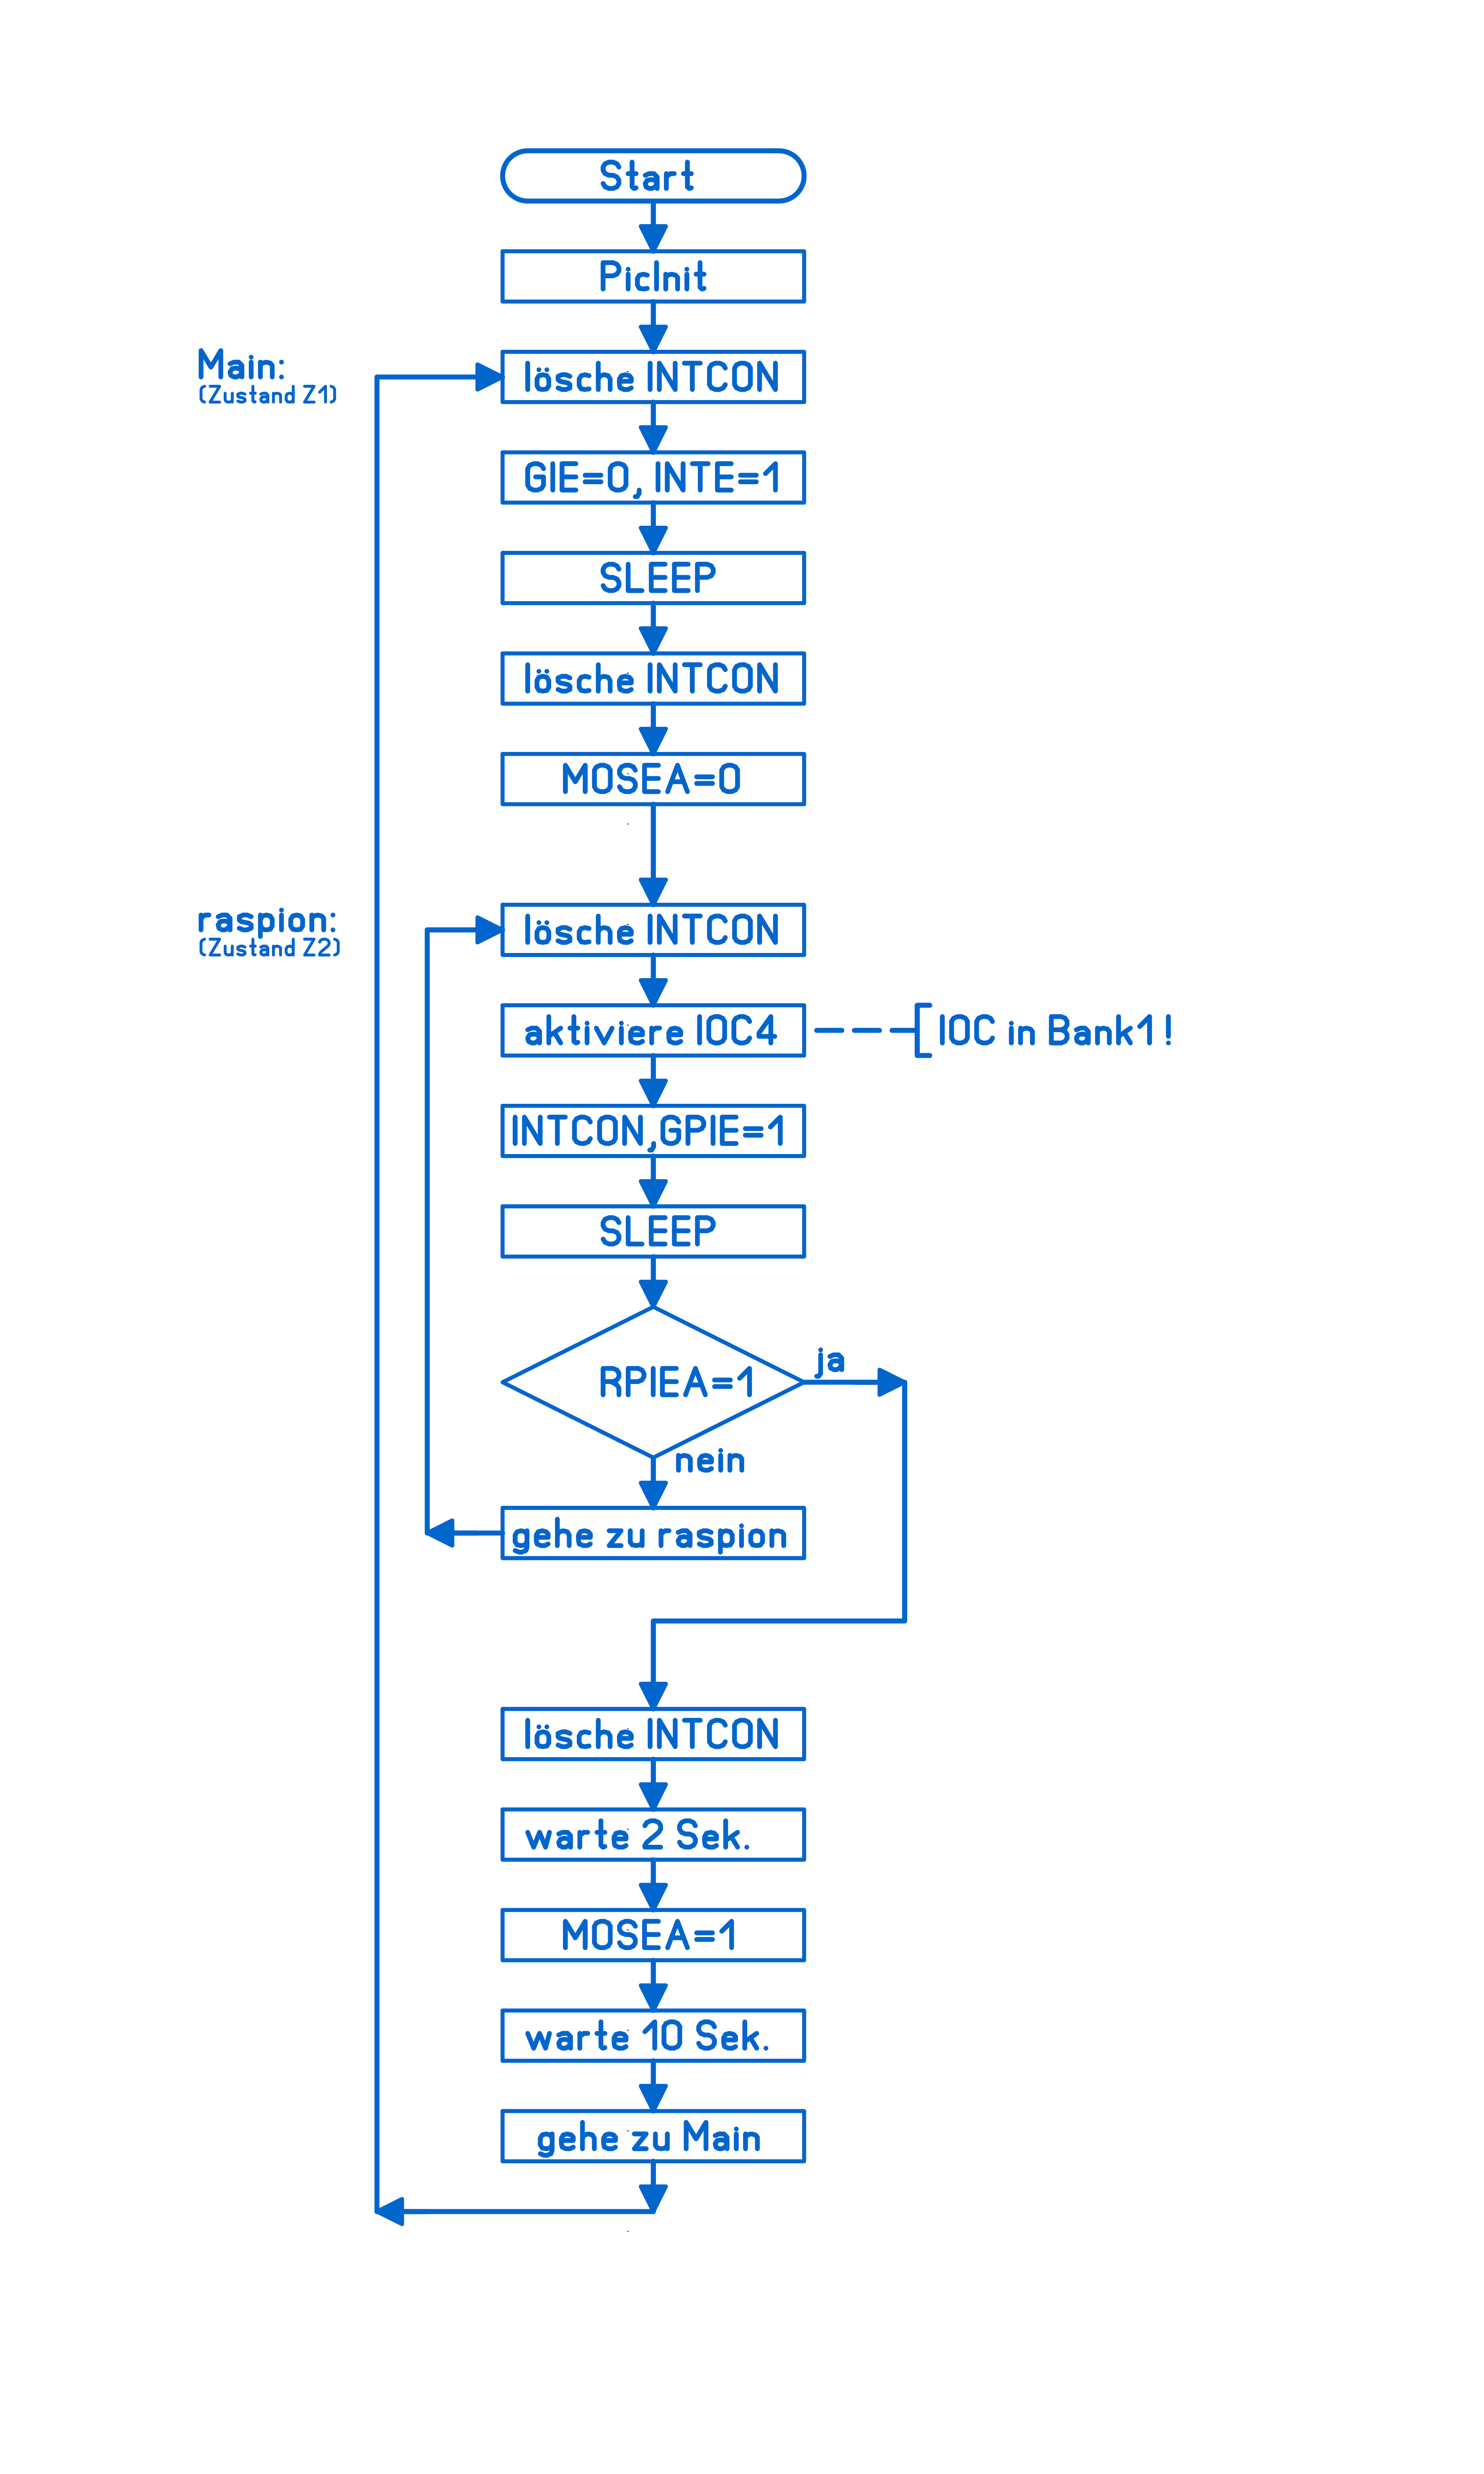 Start
PicInit
Main:
(Zustand Z1)
lösche INTCON
GIE=0, INTE=1
SLEEP
lösche INTCON
MOSEA=0
raspion:
(Zustand Z2)
lösche INTCON
aktiviere IOC4
IOC in Bank1 !
INTCON,GPIE=1
SLEEP
RPIEA=1
ja
nein
gehe zu raspion
lösche INTCON
warte 2 Sek.
MOSEA=1
warte 10 Sek.
gehe zu Main